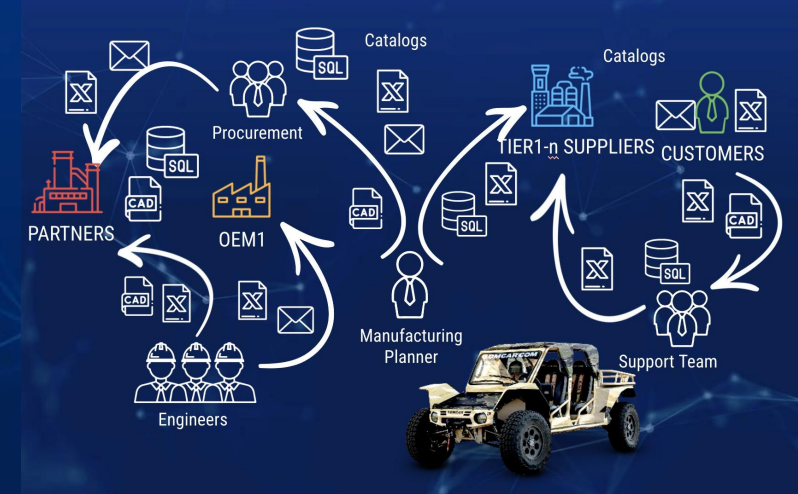 Catalogs
SQL
Procurement
Catalogs
TIER1-n SUPPLIERS
CUSTOMERS
SQL
CAD
PARTNERS
OEM1
CAD
SQL
CAD
SQL
CAD
Manufacturing
Planner
Support Team
Engineers